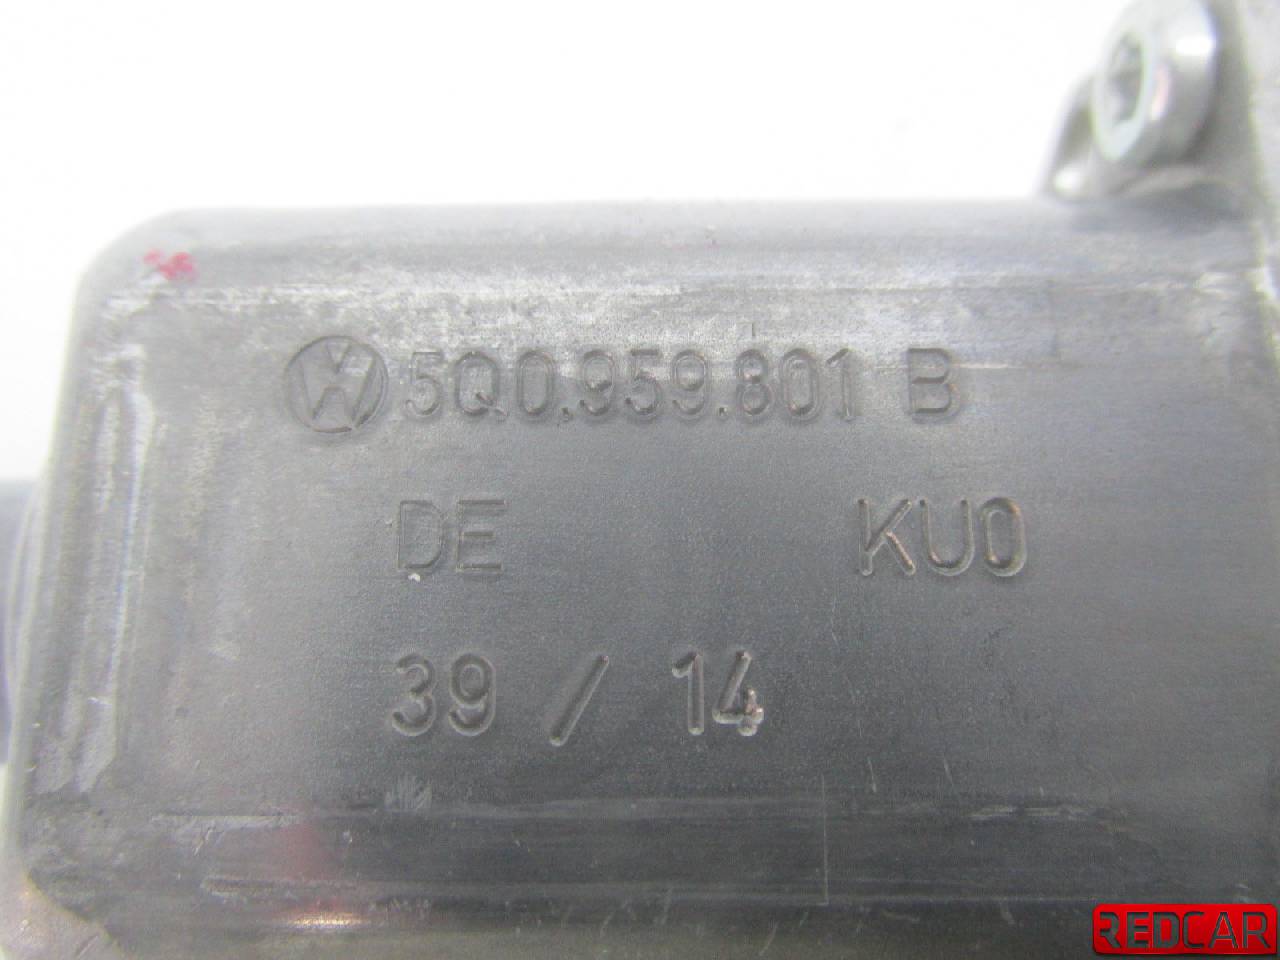 5Q0.959.801 B
DE KU0
39 / 14
REDCAR